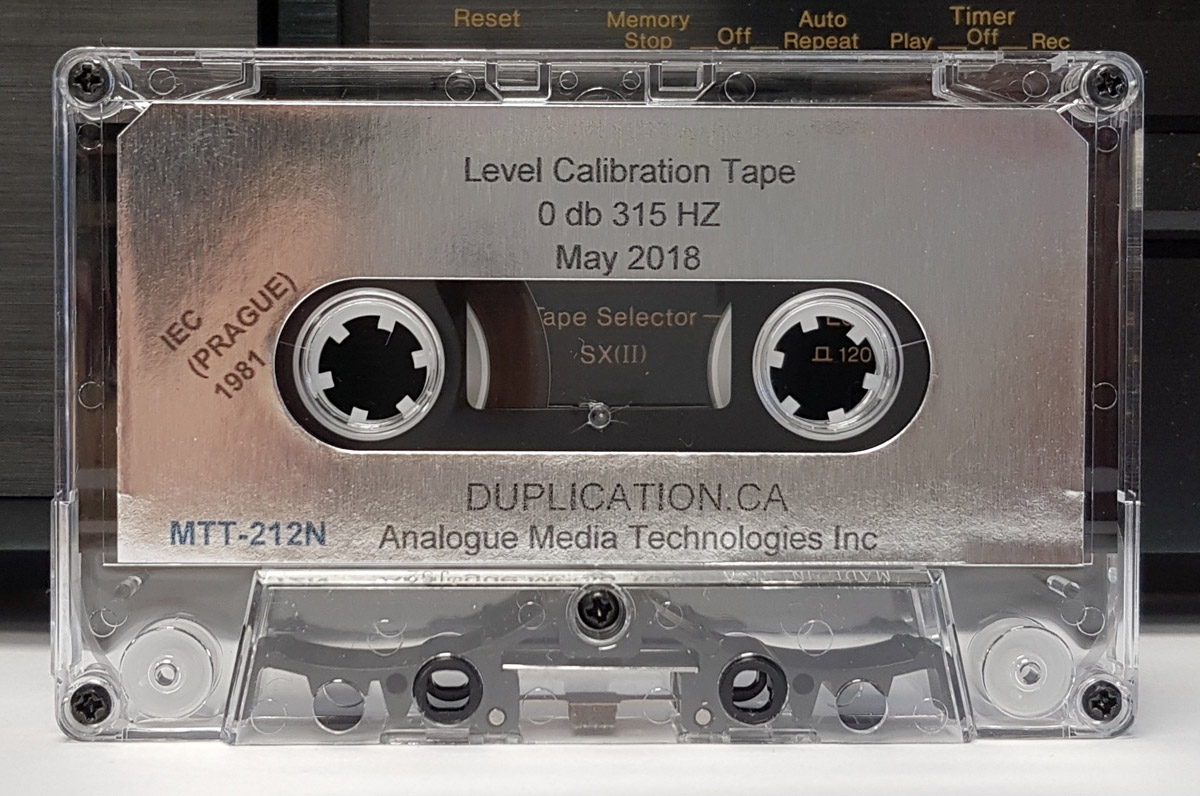 Reset
Memory
Stop
Off
Auto
Repeat
Timer
Play
Off
Rec
Level Calibration Tape
0 db 315 HZ
May 2018
IEC
(PRAGUE)
1981
Tape Selector
SX(II)
120
DUPLICATION.CA
MTT-212N
Analogue Media Technologies Inc